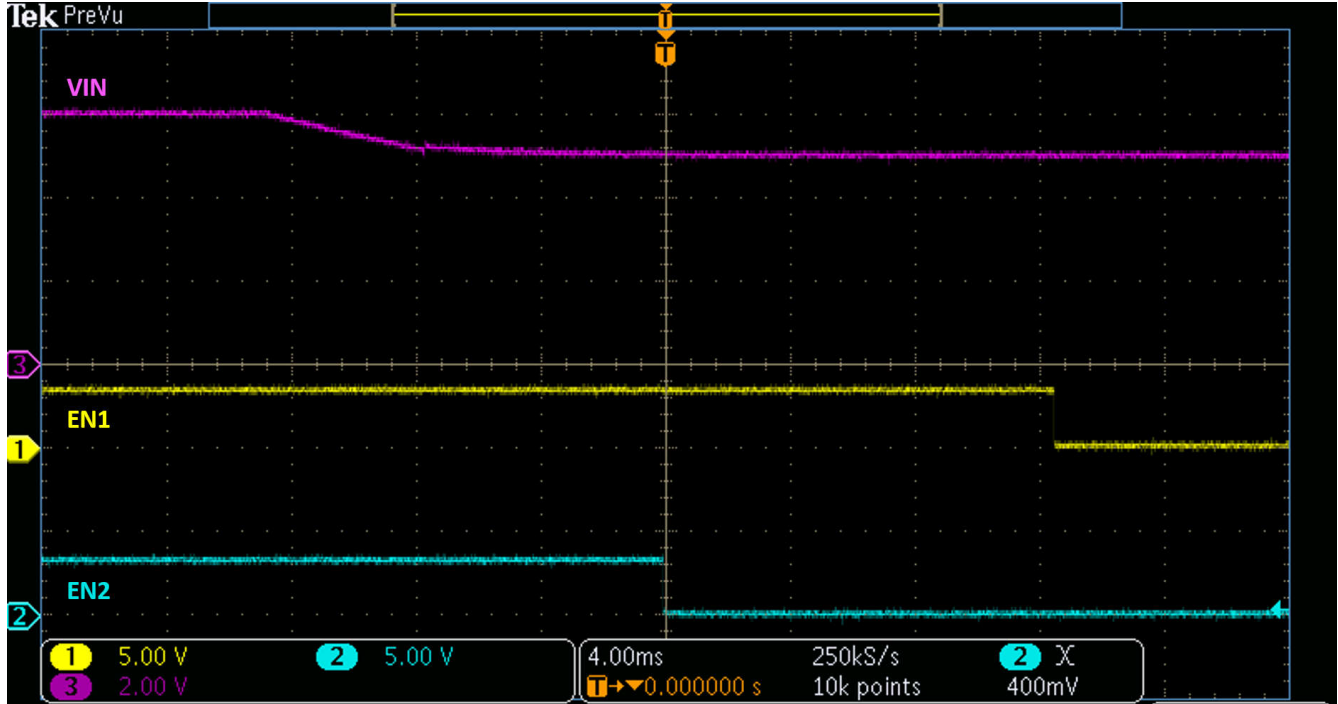 Tek PreVu
T
T
VIN
3
EN1
1
EN2
2
1 5.00 V 2 5.00 V 4.00ms 250kS/s 2 X
3 2.00 V T→▼0.000000 s 10k points 400mV